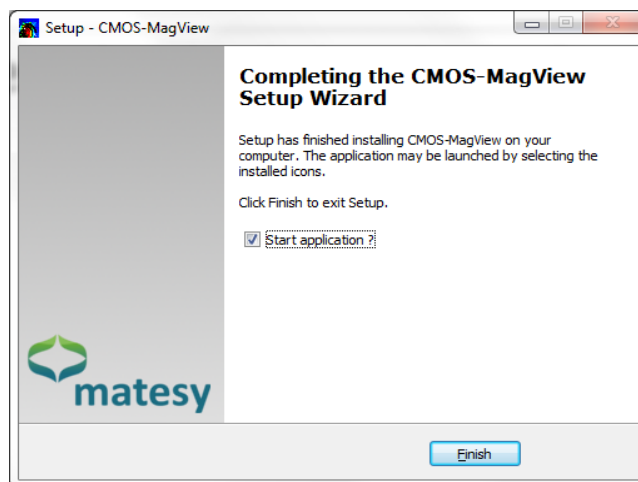 Setup - CMOS-MagView
Completing the CMOS-MagView
Setup Wizard
Setup has finished installing CMOS-MagView on your
computer. The application may be launched by selecting the
installed icons.
Click Finish to exit Setup.
Start application ?
matesy
Finish